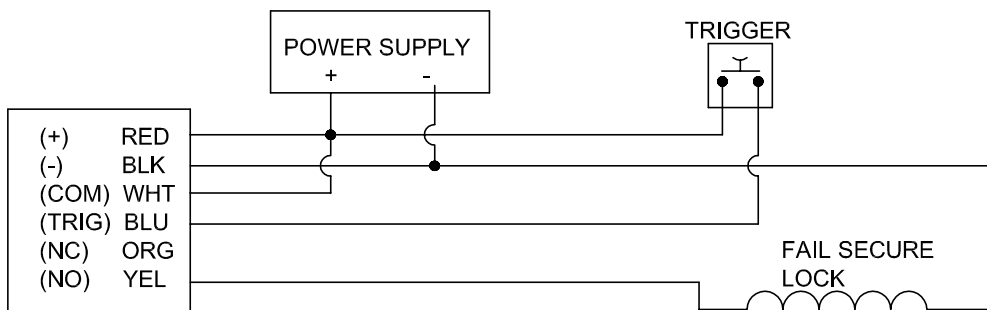 POWER SUPPLY
+ -
TRIGGER
(+) RED
(-) BLK
(COM) WHT
(TRIG) BLU
(NC) ORG
(NO) YEL
FAIL SECURE
LOCK